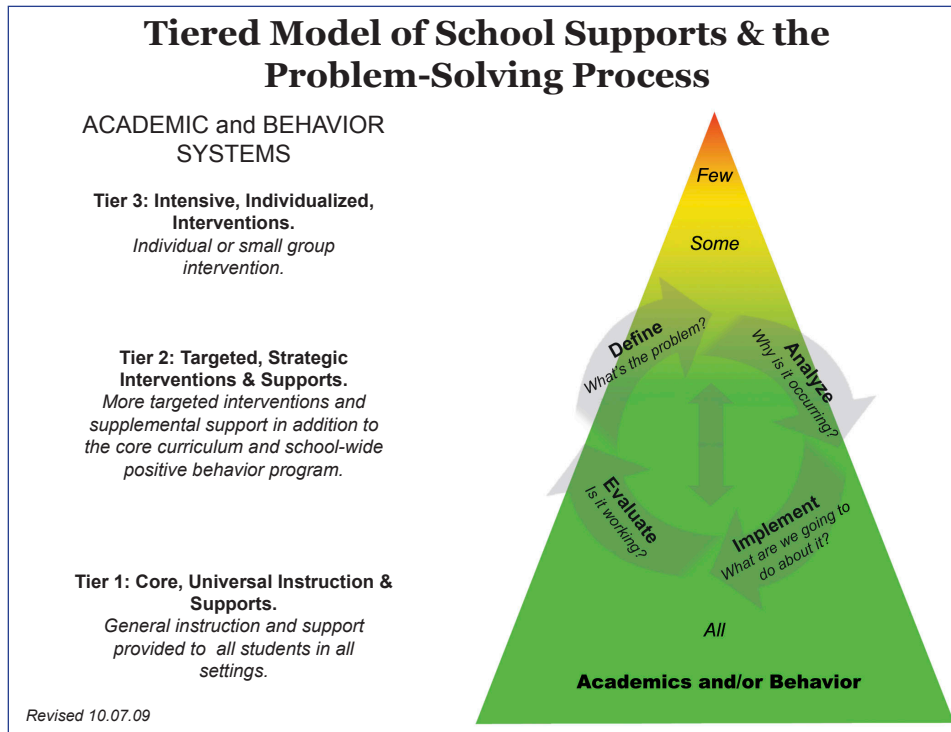 Tiered Model of School Supports & the
Problem-Solving Process
ACADEMIC and BEHAVIOR
SYSTEMS
Tier 3: Intensive, Individualized,
Interventions.
Individual or small group
intervention.
Tier 2: Targeted, Strategic
Interventions & Supports.
More targeted interventions and
supplemental support in addition to
the core curriculum and school-wide
positive behavior program.
Tier 1: Core, Universal Instruction &
Supports.
General instruction and support
provided to all students in all
settings.
Revised 10.07.09
Few
Some
Define
What's the problem?
Analyze
Why is it occurring?
Implement
What are we going to
do about it?
Evaluate
Is it working?
All
Academics and/or Behavior